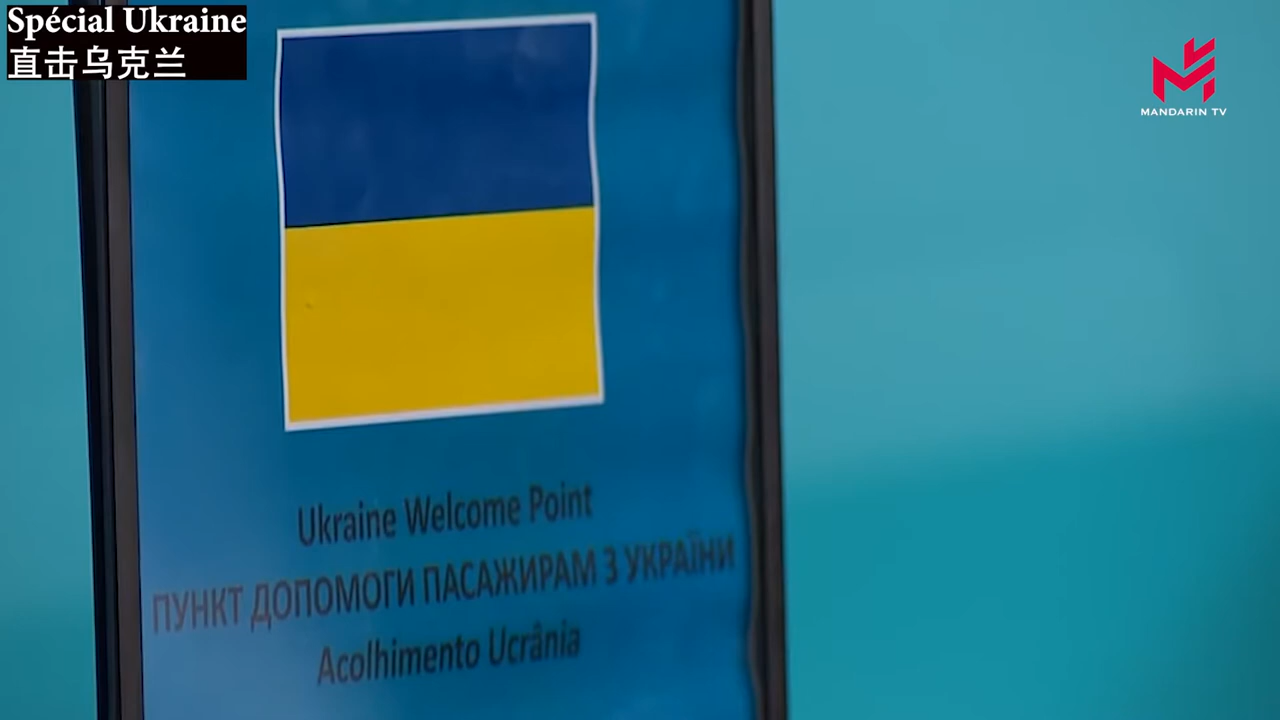 Spécial Ukraine
直击乌克兰
MANDARIN TV
Ukraine Welcome Point
ПУНКТ ДОПОМОГИ ПАСАЖИРАМ З УКРАЇНИ
Acolhimento Ucrânia